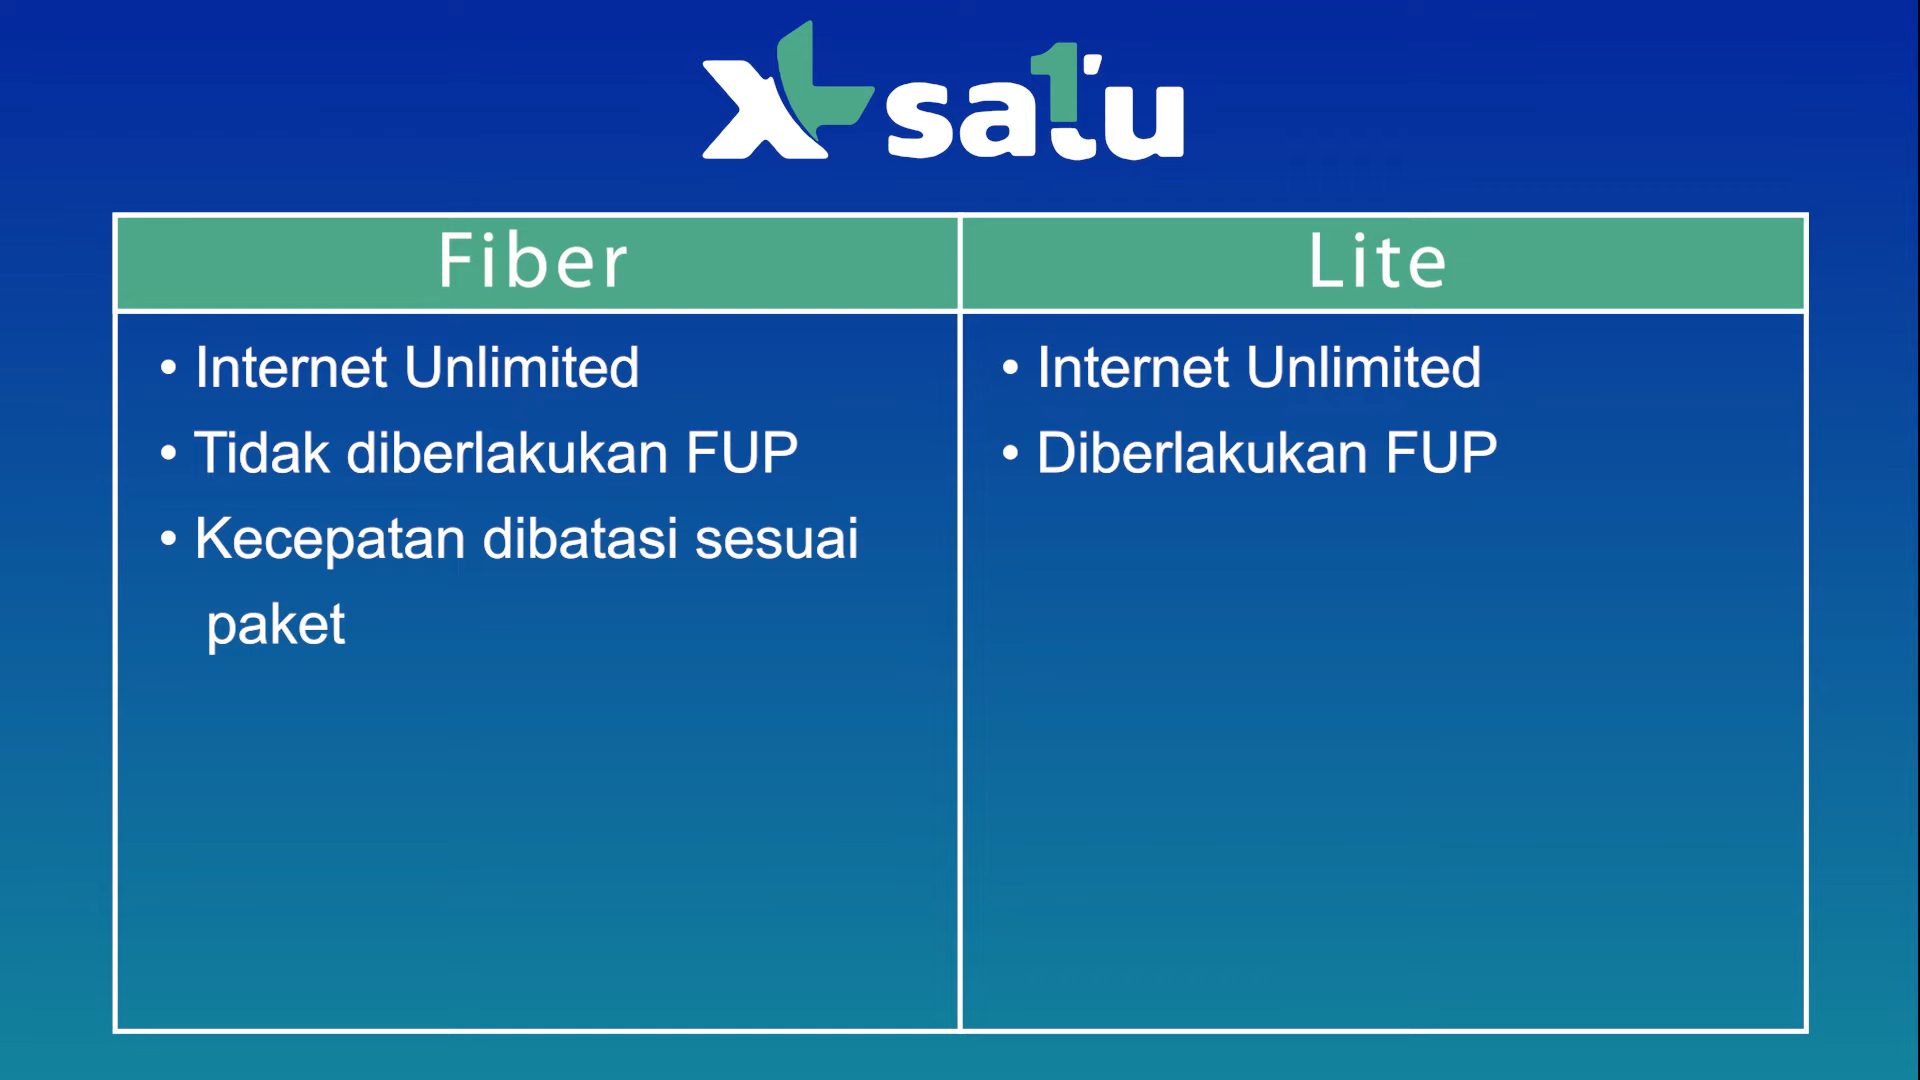 XL satu
Fiber
Lite
• Internet Unlimited
• Tidak diberlakukan FUP
• Kecepatan dibatasi sesuai
paket
• Internet Unlimited
• Diberlakukan FUP